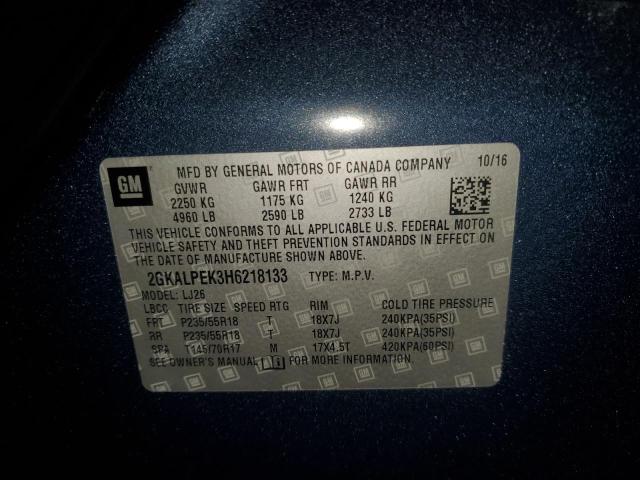 GM MFD BY GENERAL MOTORS OF CANADA COMPANY 10/16
GVWR GAWR FRT GAWR RR
2250 KG 1175 KG 1240 KG
4960 LB 2590 LB 2733 LB
THIS VEHICLE CONFORMS TO ALL APPLICABLE U.S. FEDERAL MOTOR
VEHICLE SAFETY AND THEFT PREVENTION STANDARDS IN EFFECT ON
THE DATE OF MANUFACTURE SHOWN ABOVE.
2GKALPEK3H6218133 TYPE: M.P.V.
MODEL: LJ26
LBCC TIRE SIZE SPEED RTG RIM COLD TIRE PRESSURE
FRT P235/55R18 T 18X7J 240KPA(35PSI)
RR P235/55R18 T 18X7J 240KPA(35PSI)
SPA T145/70R17 M 17X4.5T 420KPA(60PSI)
SEE OWNER'S MANUAL FOR MORE INFORMATION.